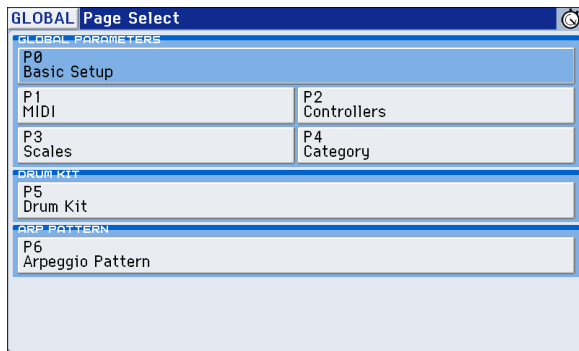 GLOBAL Page Select
GLOBAL PARAMETERS
P0
Basic Setup
P1
MIDI
P2
Controllers
P3
Scales
P4
Category
DRUM KIT
P5
Drum Kit
ARP PATTERN
P6
Arpeggio Pattern